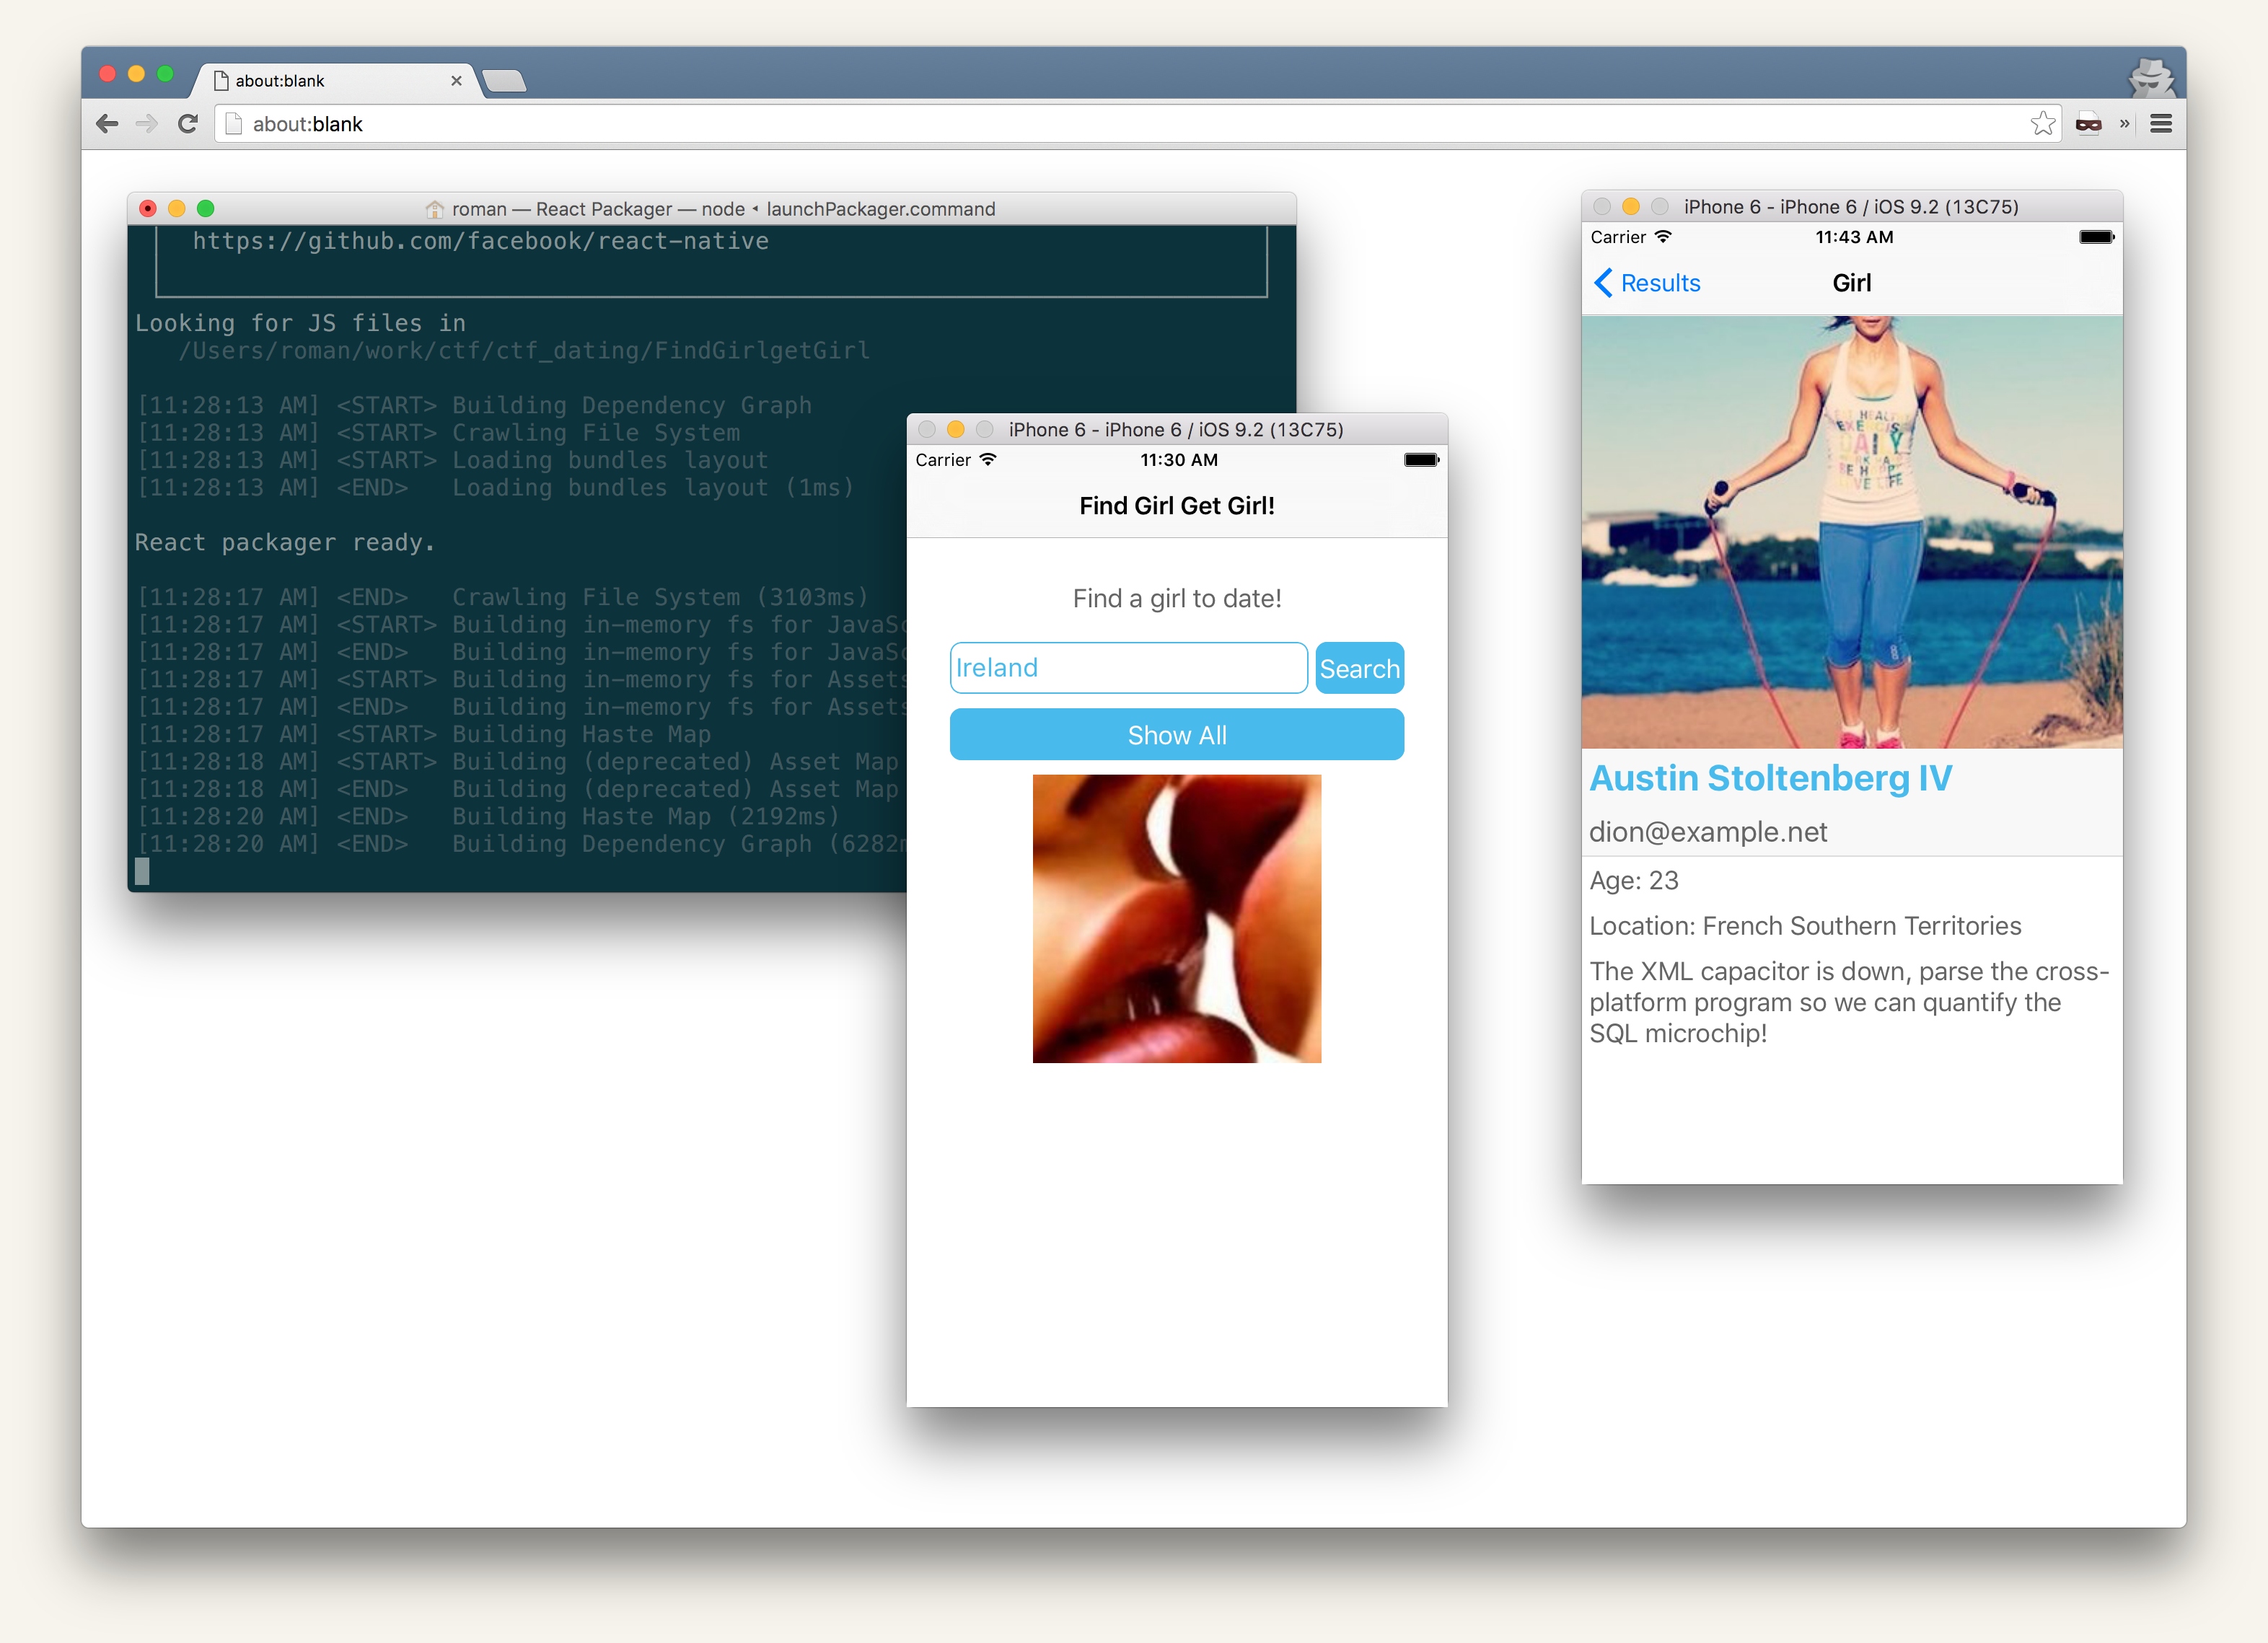 about:blank
about:blank
roman — React Packager — node ◂ launchPackager.command
https://github.com/facebook/react-native
Looking for JS files in
/Users/roman/work/ctf/ctf_dating/FindGirlgetGirl
[11:28:13 AM] <START> Building Dependency Graph
[11:28:13 AM] <START> Crawling File System
[11:28:13 AM] <START> Loading bundles layout
[11:28:13 AM] <END>   Loading bundles layout (1ms)
React packager ready.
[11:28:17 AM] <END>   Crawling File System (3103ms)
[11:28:17 AM] <START> Building in-memory fs for JavaSc
[11:28:17 AM] <END>   Building in-memory fs for JavaSc
[11:28:17 AM] <START> Building in-memory fs for Assets
[11:28:17 AM] <END>   Building in-memory fs for Assets
[11:28:17 AM] <START> Building Haste Map
[11:28:18 AM] <START> Building (deprecated) Asset Map
[11:28:18 AM] <END>   Building (deprecated) Asset Map
[11:28:20 AM] <END>   Building Haste Map (2192ms)
[11:28:20 AM] <END>   Building Dependency Graph (6282m
iPhone 6 - iPhone 6 / iOS 9.2 (13C75)
Carrier 11:30 AM
Find Girl Get Girl!
Find a girl to date!
Ireland Search
Show All
iPhone 6 - iPhone 6 / iOS 9.2 (13C75)
Carrier 11:43 AM
Results Girl
HEALTHY
EXERCISE
DAILY
BE HAPPY
LIFE
Austin Stoltenberg IV
dion@example.net
Age: 23
Location: French Southern Territories
The XML capacitor is down, parse the cross-
platform program so we can quantify the
SQL microchip!